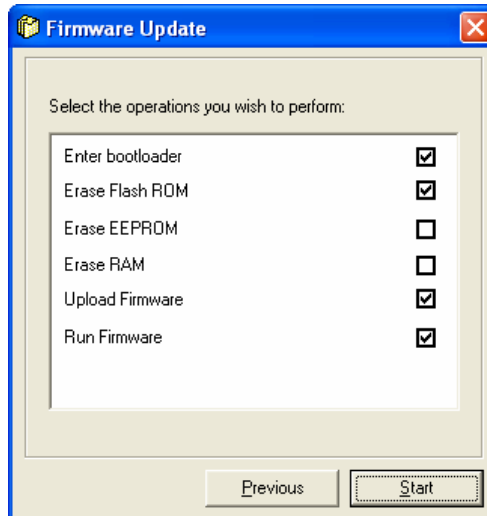 Firmware Update
Select the operations you wish to perform:
Enter bootloader
Erase Flash ROM
Erase EEPROM
Erase RAM
Upload Firmware
Run Firmware
Previous
Start